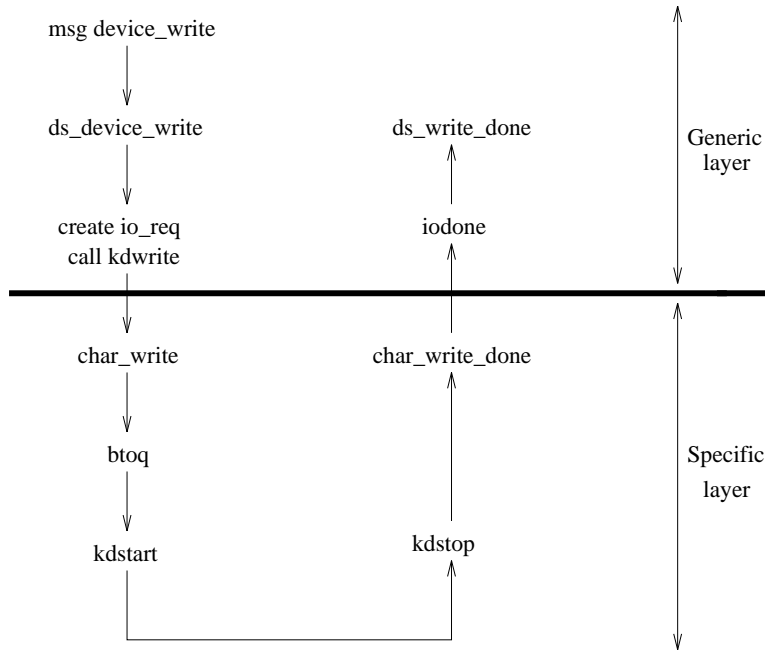 msg device_write
ds_device_write
ds_write_done
Generic
layer
create io_req
call kdwrite
iodone
char_write
char_write_done
btoq
Specific
layer
kdstart
kdstop